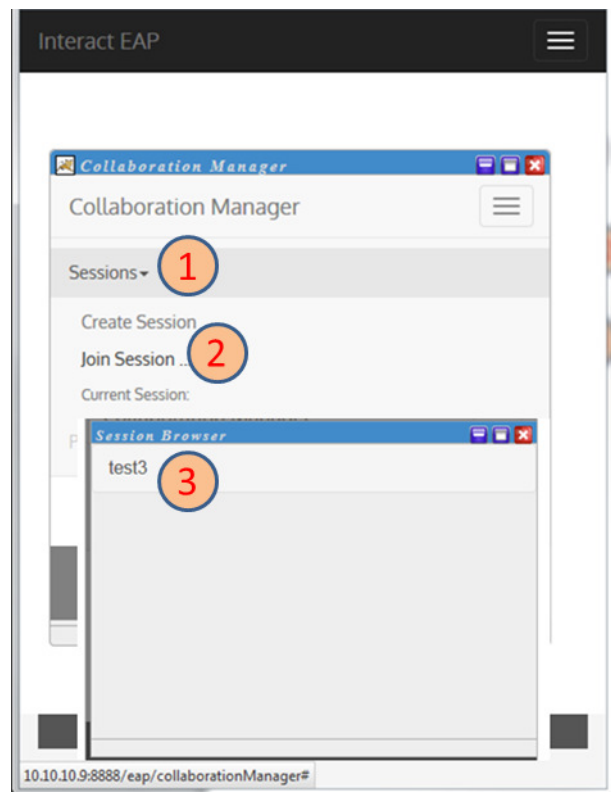 Interact EAP
Collaboration Manager
Collaboration Manager
Sessions
1
Create Session
2
Join Session ..
Current Session:
Session Browser
test3
3
10.10.10.9:8888/eap/collaborationManager#